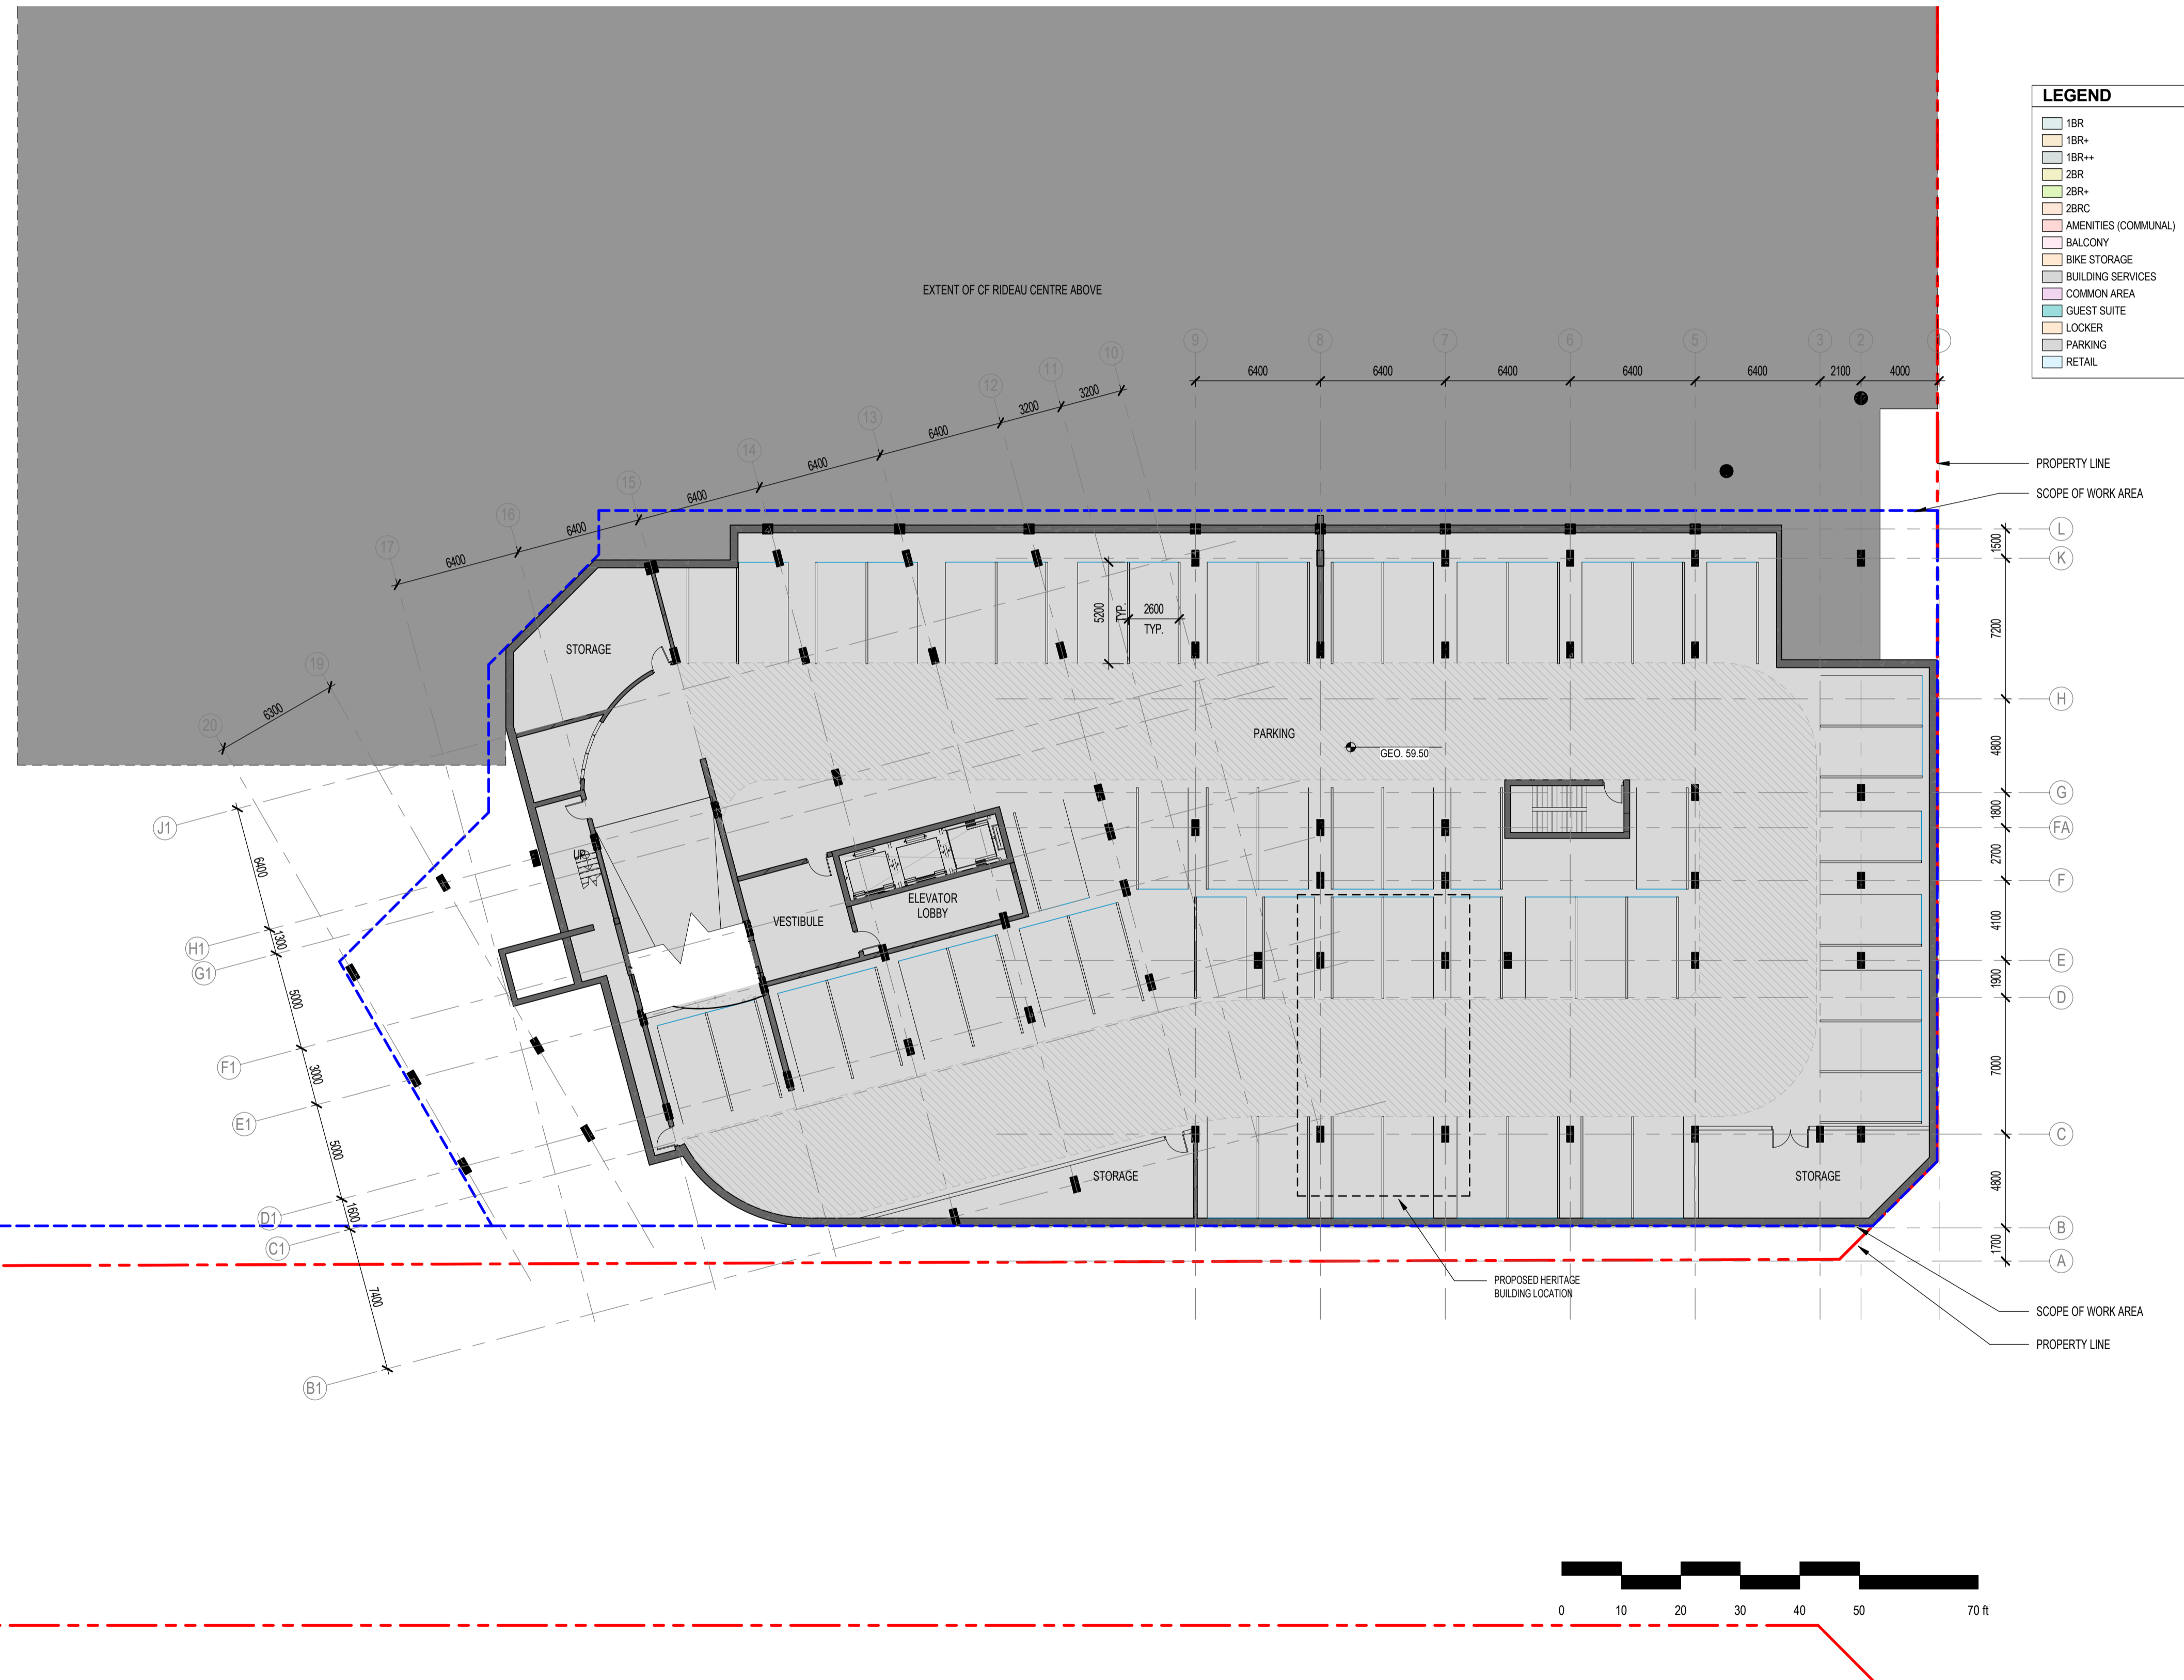 LEGEND
1BR
1BR+
1BR++
2BR
2BR+
2BRC
AMENITIES (COMMUNAL)
BALCONY
BIKE STORAGE
BUILDING SERVICES
COMMON AREA
GUEST SUITE
LOCKER
PARKING
RETAIL
EXTENT OF CF RIDEAU CENTRE ABOVE
9
8
7
6
5
3
2
6400
6400
6400
6400
6400
2100
4000
10
11
12
13
14
15
16
17
19
20
3200
3200
6400
6400
6400
6400
6400
6300
PROPERTY LINE
SCOPE OF WORK AREA
L
1500
K
7200
H
4800
G
1800
FA
2700
F
4100
E
1900
D
7000
C
4800
B
1700
A
5200
TYP.
2600
TYP.
STORAGE
PARKING
GEO. 59.50
UP
ELEVATOR
LOBBY
VESTIBULE
STORAGE
STORAGE
J1
6400
H1
1300
G1
5000
F1
3000
E1
5000
D1
1600
C1
7400
B1
PROPOSED HERITAGE
BUILDING LOCATION
SCOPE OF WORK AREA
PROPERTY LINE
0 10 20 30 40 50 70 ft